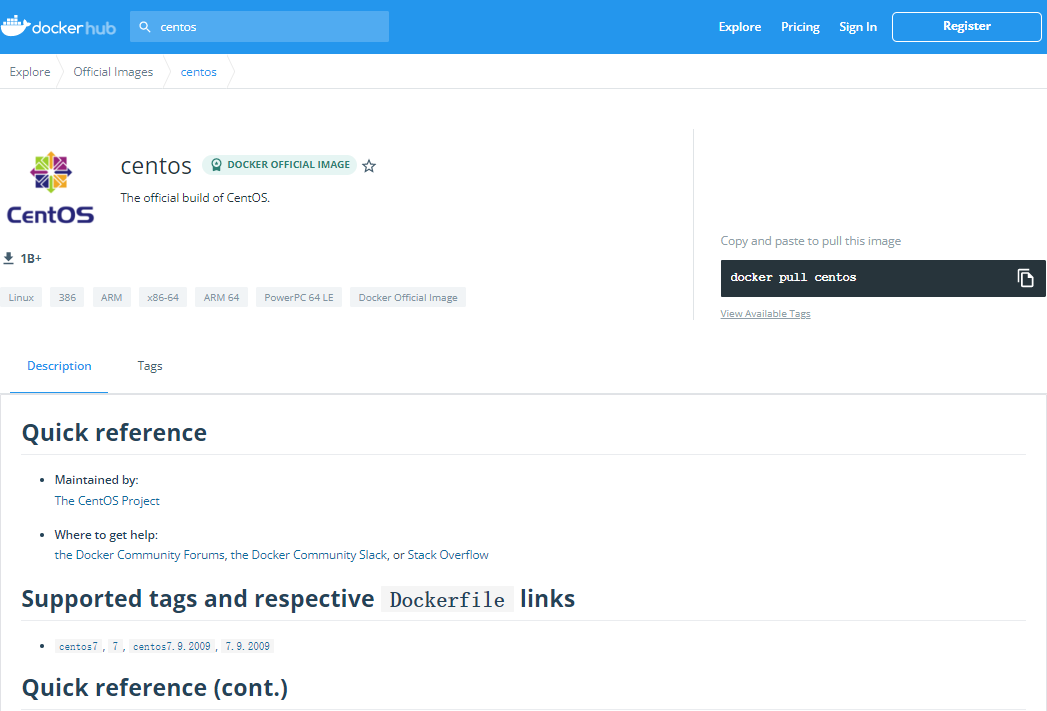 dockerhub
centos
Explore
Pricing
Sign In
Register
Explore
Official Images
centos
CentOS
centos
DOCKER OFFICIAL IMAGE
The official build of CentOS.
1B+
Linux
386
ARM
x86-64
ARM 64
PowerPC 64 LE
Docker Official Image
Copy and paste to pull this image
docker pull centos
View Available Tags
Description
Tags
Quick reference
• Maintained by:
The CentOS Project
• Where to get help:
the Docker Community Forums, the Docker Community Slack, or Stack Overflow
Supported tags and respective Dockerfile links
• centos7, 7, centos7.9.2009, 7.9.2009
Quick reference (cont.)